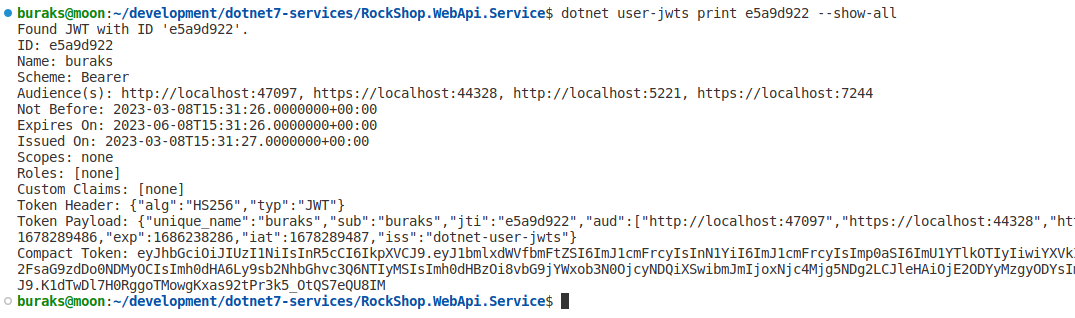 buraks@moon:~/development/dotnet7-services/RockShop.WebApi.Service$ dotnet user-jwts print e5a9d922 --show-all
Found JWT with ID 'e5a9d922'.
ID: e5a9d922
Name: buraks
Scheme: Bearer
Audience(s): http://localhost:47097, https://localhost:44328, http://localhost:5221, https://localhost:7244
Not Before: 2023-03-08T15:31:26.0000000+00:00
Expires On: 2023-06-08T15:31:26.0000000+00:00
Issued On: 2023-03-08T15:31:27.0000000+00:00
Scopes: none
Roles: [none]
Custom Claims: [none]
Token Header: {"alg":"HS256","typ":"JWT"}
Token Payload: {"unique_name":"buraks","sub":"buraks","jti":"e5a9d922","aud":["http://localhost:47097","https://localhost:44328","htt
1678289486,"exp":1686238286,"iat":1678289487,"iss":"dotnet-user-jwts"}
Compact Token: eyJhbGciOiJIUzI1NiIsInR5cCI6IkpXVCJ9.eyJ1bmlxdWVfbmFtZSI6ImJ1cmFrcyIsInN1YiI6ImJ1cmFrcyIsImp0aSI6ImU1YTlkOTIyIiwiYXVkI
2FsaG9zdDo0NDMyOCIsImh0dHA6Ly9sb2NhbGhvc3Q6NTIyMSIsImh0dHBzOi8vbG9jYWxob3N0OjcyNDQiXSwibmJmIjoxNjc4Mjg5NDg2LCJleHAiOjE2ODYyMzgyODYsIm
J9.K1dTwDl7H0RggoTMowgKxas92tPr3k5_OtQS7eQU8IM
buraks@moon:~/development/dotnet7-services/RockShop.WebApi.Service$